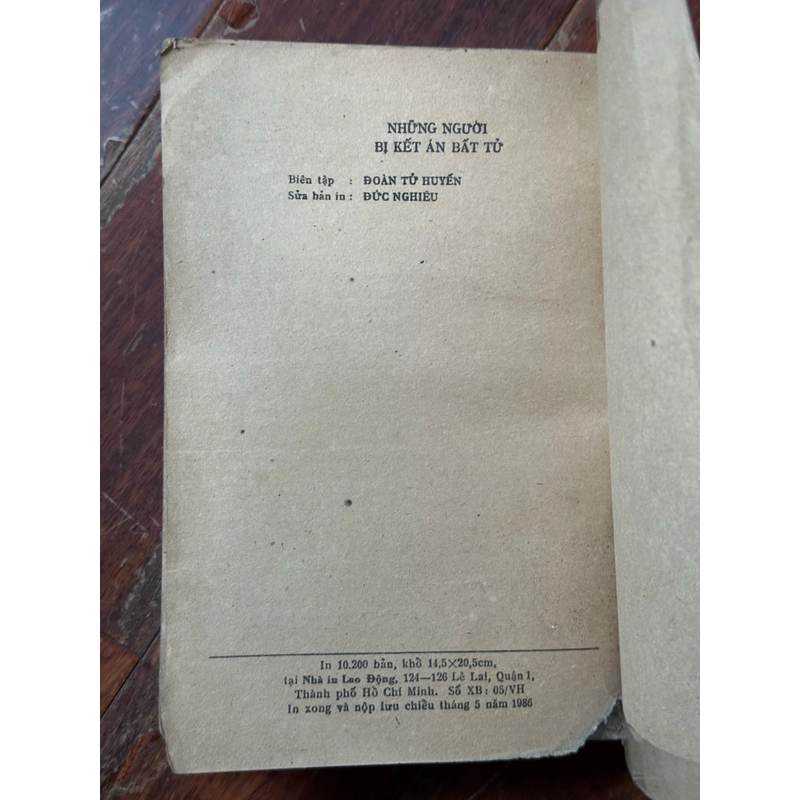 NHỮNG NGƯỜI
BỊ KẾT ÁN BẤT TỬ
Biên tập : ĐOÀN TỬ HUYẾN
Sửa bản in : ĐỨC NGHIÊU
In 10.200 bản, khổ 14,5×20,5cm,
tại Nhà in Lao Động, 124—126 Lê Lai, Quận 1,
Thành phố Hồ Chí Minh. Số XB: 05/VH
In xong và nộp lưu chiều tháng 5 năm 1986